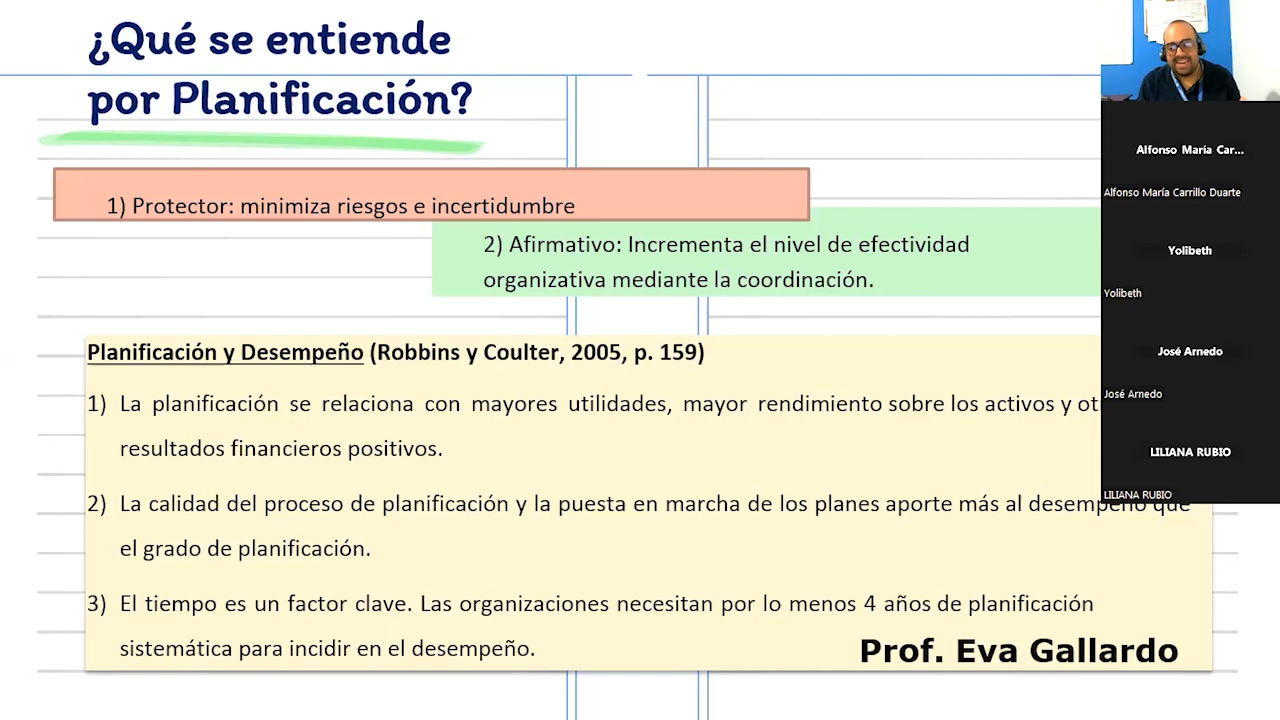 ¿Qué se entiende
por Planificación?
1) Protector: minimiza riesgos e incertidumbre
2) Afirmativo: Incrementa el nivel de efectividad
organizativa mediante la coordinación.
Planificación y Desempeño (Robbins y Coulter, 2005, p. 159)
1) La planificación se relaciona con mayores utilidades, mayor rendimiento sobre los activos y ot
resultados financieros positivos.
2) La calidad del proceso de planificación y la puesta en marcha de los planes aporte más al desempeño que
el grado de planificación.
3) El tiempo es un factor clave. Las organizaciones necesitan por lo menos 4 años de planificación
sistemática para incidir en el desempeño.
Prof. Eva Gallardo
Alfonso María Car...
Alfonso María Carrillo Duarte
Yolibeth
Yolibeth
José Arnedo
José Arnedo
LILIANA RUBIO
LILIANA RUBIO